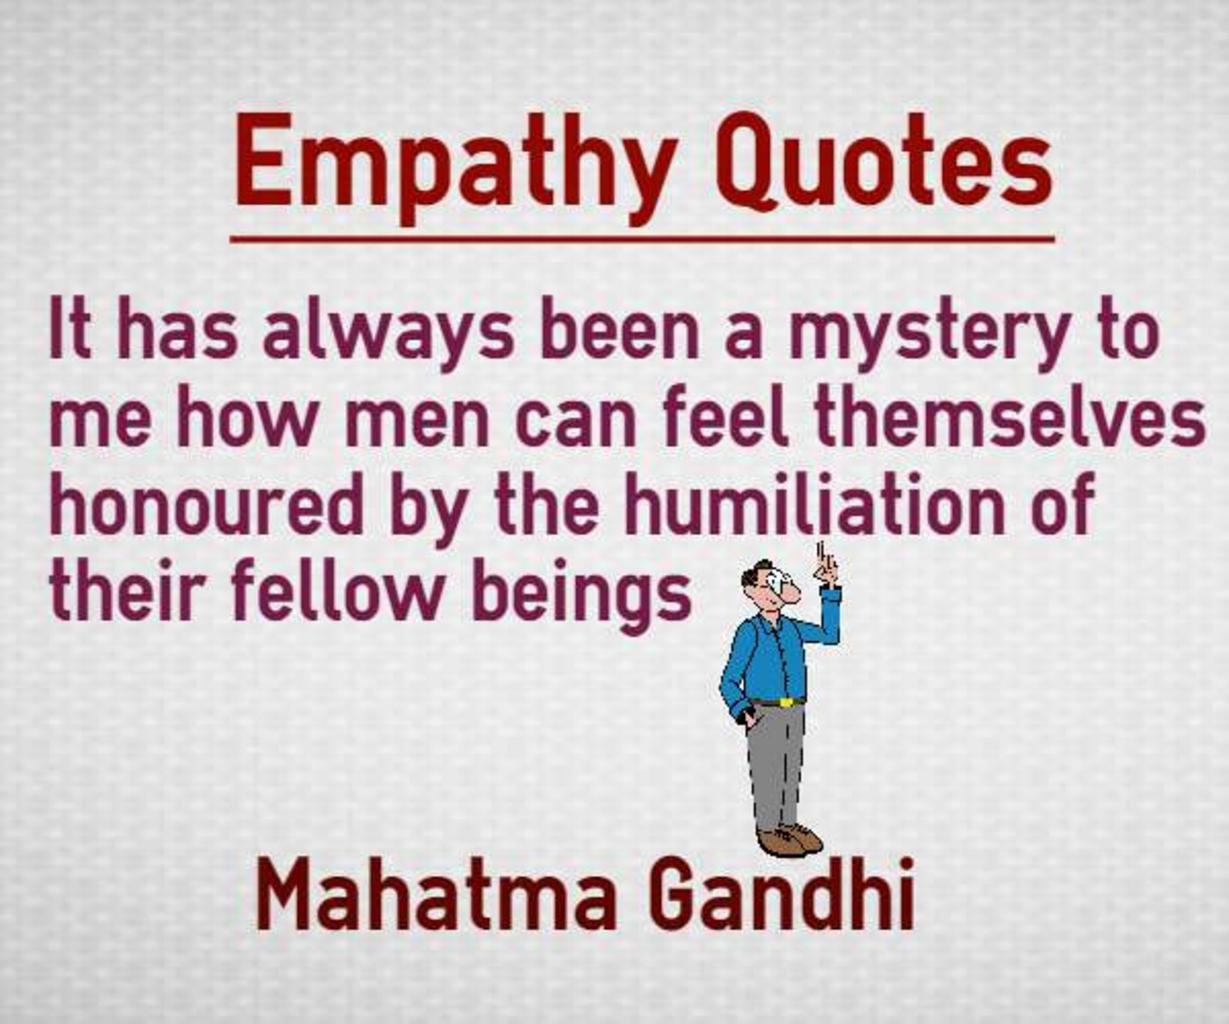 Empathy Quotes
It has always been a mystery to
me how men can feel themselves
honoured by the humiliation of
their fellow beings
Mahatma Gandhi